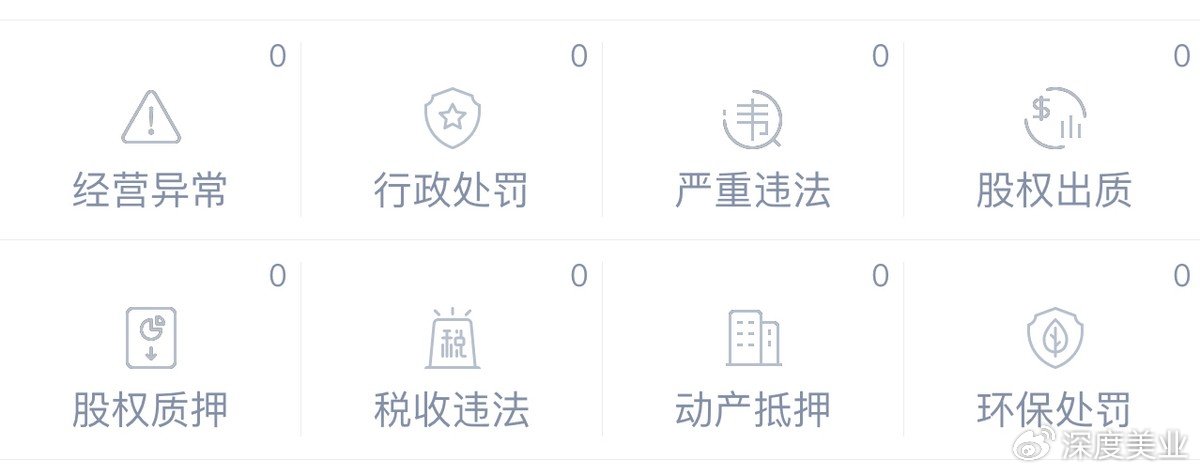 0 0 0 0
经营异常 行政处罚 严重违法 股权出质
0 0 0 0
税
股权质押 税收违法 动产抵押 环保处罚
深度美业